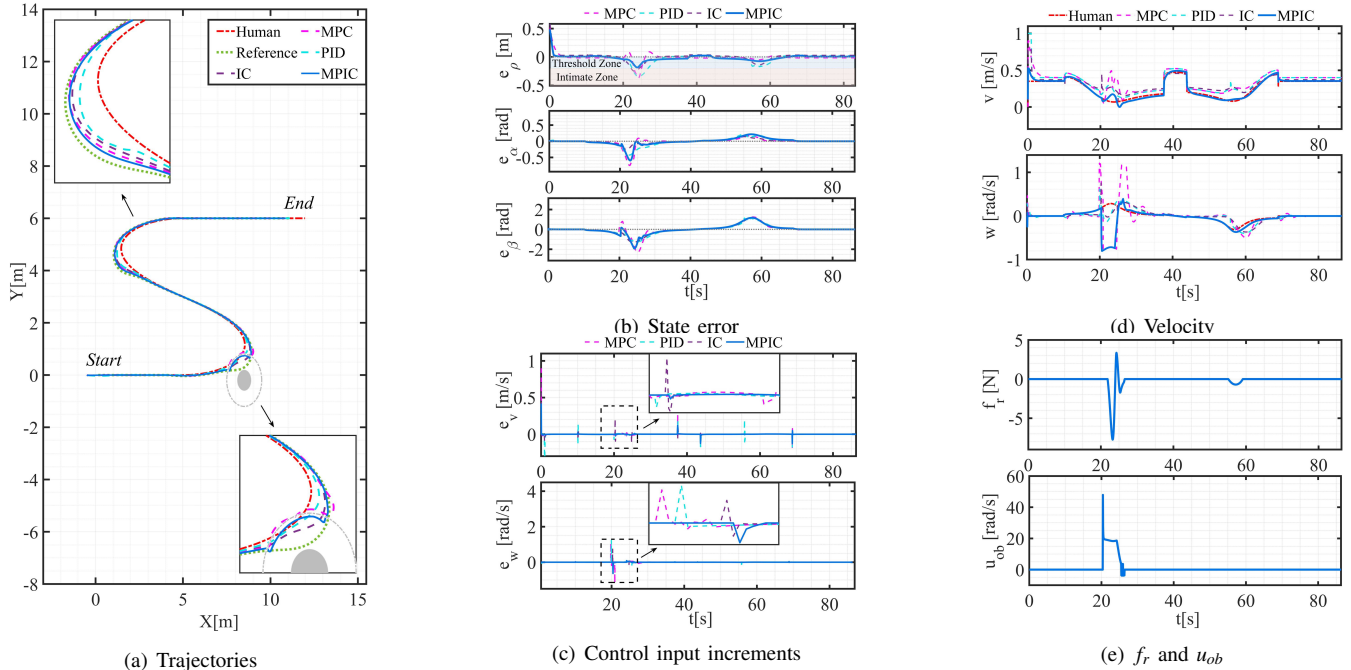 14
12
10
8
6
4
2
0
-2
-4
-6
-8
Y[m]
Human
MPC
Reference
PID
IC
MPIC
End
Start
0
5
10
15
X[m]
(a) Trajectories
MPC
PID
IC
MPIC
0.5
0
-0.5
e_ρ [m]
Threshold Zone
Intimate Zone
0
20
40
60
80
0.5
0
-0.5
e_α [rad]
0
20
40
60
80
2
0
-2
e_β [rad]
0
20
40
60
80
t[s]
(b) State error
MPC
PID
IC
MPIC
1
0.5
0
e_v [m/s]
0
20
40
60
80
4
2
0
e_w [rad/s]
20
40
60
80
t[s]
(c) Control input increments
Human
MPC
PID
IC
MPIC
1
0.5
0
v [m/s]
0
20
40
60
80
1
0
-1
w [rad/s]
0
20
40
60
80
t[s]
(d) Velocity
5
0
-5
f_r [N]
0
20
40
60
80
60
40
20
0
u_ob [rad/s]
0
20
40
60
80
t[s]
(e) f_r and u_ob